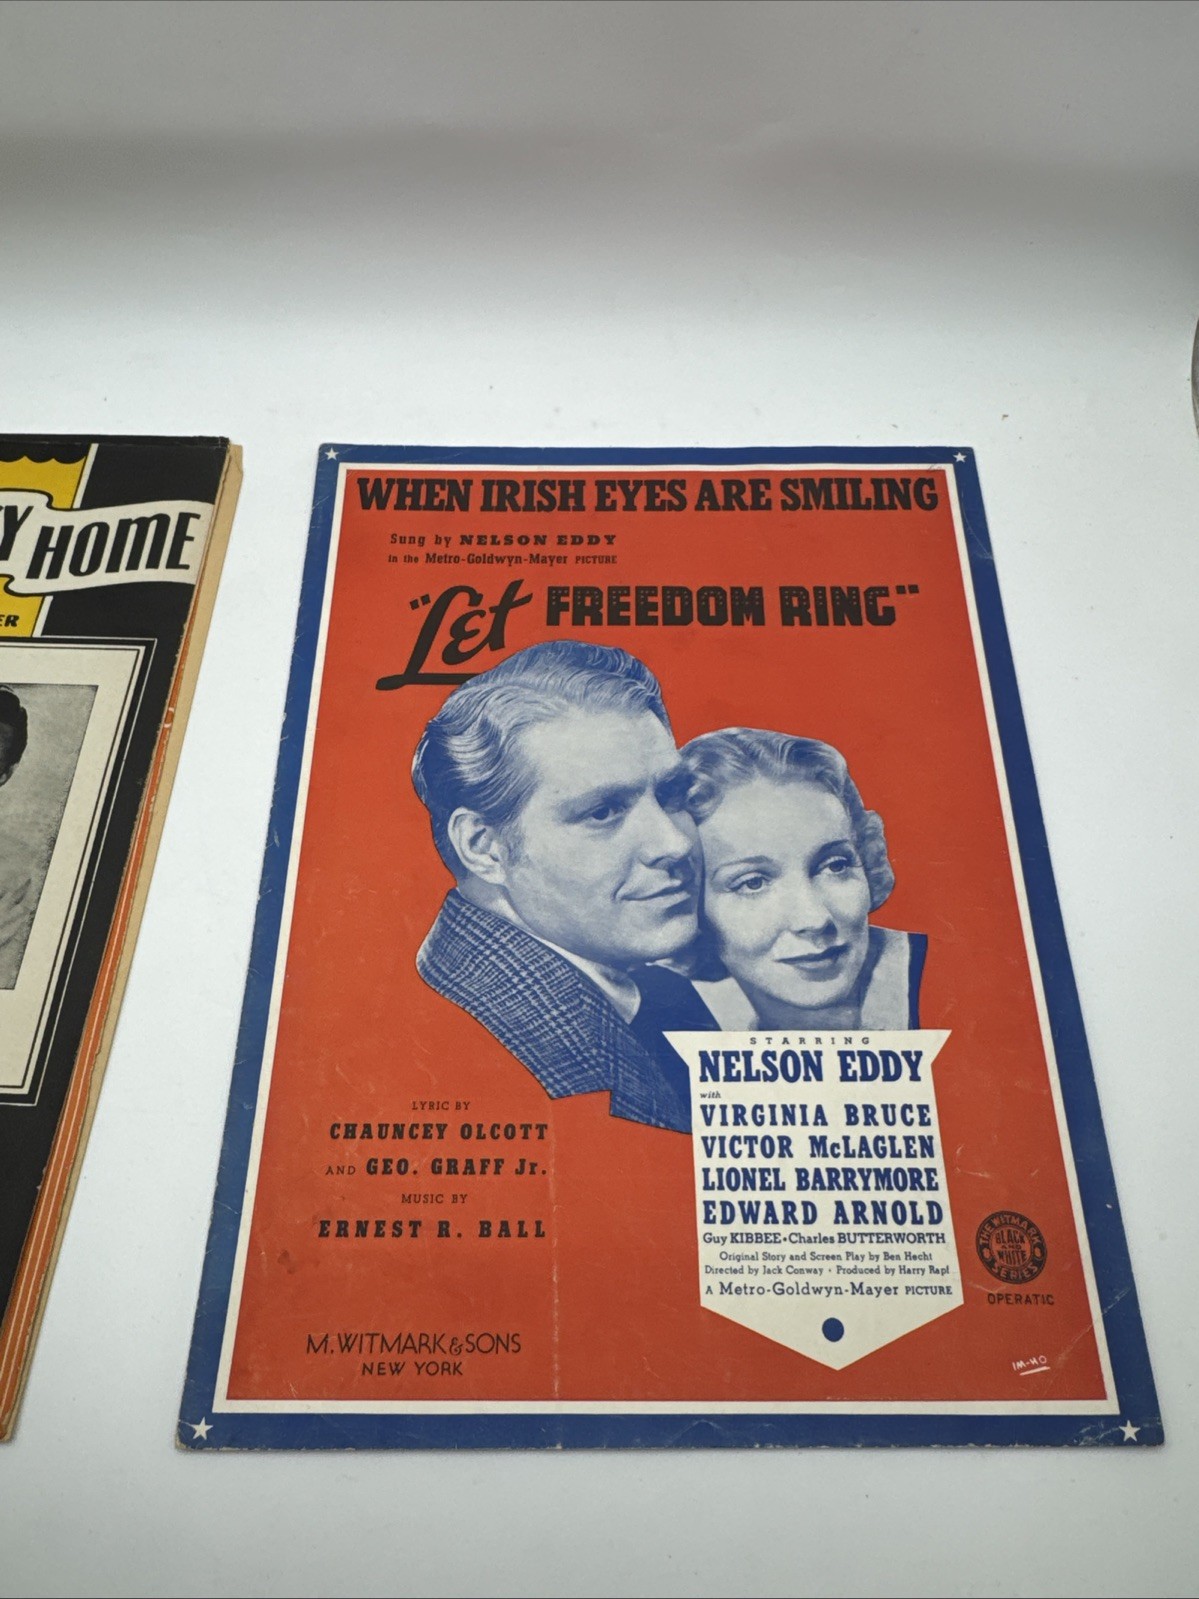 HOME
WHEN IRISH EYES ARE SMILING
Sung by NELSON EDDY
in the Metro-Goldwyn-Mayer PICTURE
"Let FREEDOM RING"
STARRING
NELSON EDDY
with
VIRGINIA BRUCE
VICTOR McLAGLEN
LIONEL BARRYMORE
EDWARD ARNOLD
Guy KIBBEE • Charles BUTTERWORTH
Original Story and Screen Play by Ben Hecht
Directed by Jack Conway • Produced by Harry Rapf
A Metro-Goldwyn-Mayer PICTURE
LYRIC BY
CHAUNCEY OLCOTT
AND GEO. GRAFF Jr.
MUSIC BY
ERNEST R. BALL
M. WITMARK & SONS
NEW YORK
THE WITMARK
BLACK
AND
WHITE
SERIES
OPERATIC
IM-HO